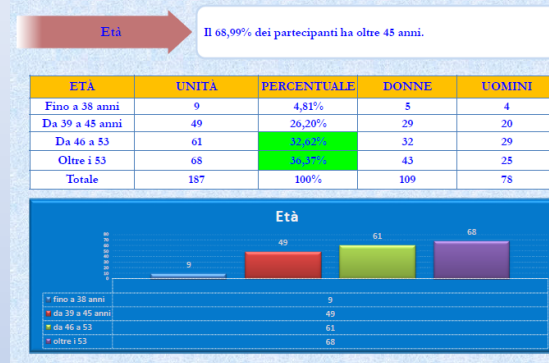 Età
Il 68,99% dei partecipanti ha oltre 45 anni.
ETÀ UNITÀ PERCENTUALE DONNE UOMINI
Fino a 38 anni 9 4,81% 5 4
Da 39 a 45 anni 49 26,20% 29 20
Da 46 a 53 61 32,62% 32 29
Oltre i 53 68 36,37% 43 25
Totale 187 100% 109 78
Età
9 49 61 68
fino a 38 anni 9
da 39 a 45 anni 49
da 46 a 53 61
oltre i 53 68